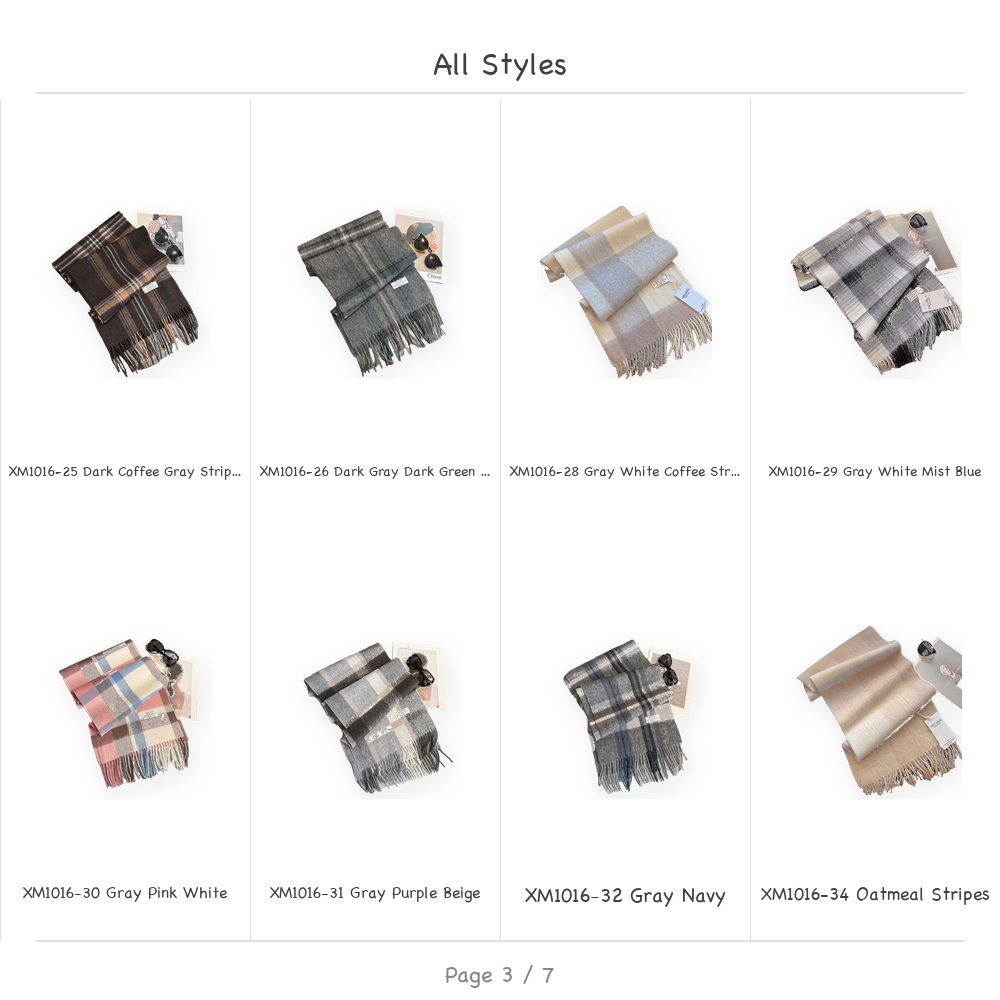 All Styles
XM1016-25 Dark Coffee Gray Strip...
XM1016-26 Dark Gray Dark Green ...
XM1016-28 Gray White Coffee Str...
XM1016-29 Gray White Mist Blue
XM1016-30 Gray Pink White
XM1016-31 Gray Purple Beige
XM1016-32 Gray Navy
XM1016-34 Oatmeal Stripes
Page 3 / 7